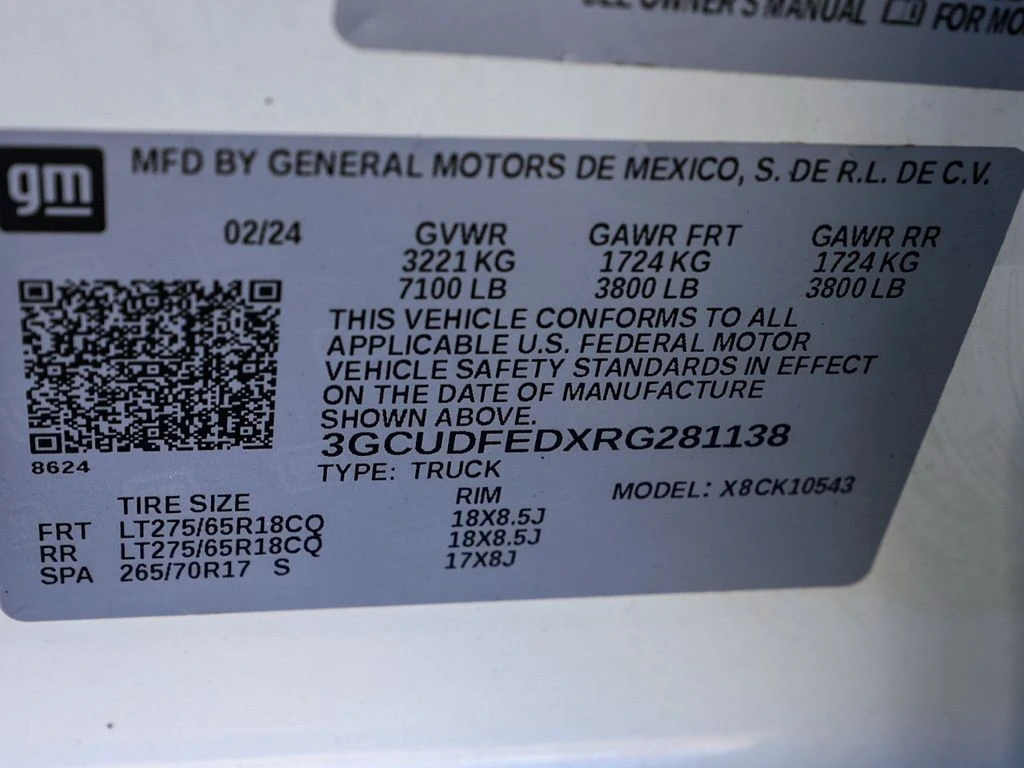 OWNER'S MANUAL FOR
gm
MFD BY GENERAL MOTORS DE MEXICO, S. DE R.L. DE C.V.
02/24 GVWR GAWR FRT GAWR RR
3221 KG 1724 KG 1724 KG
7100 LB 3800 LB 3800 LB
THIS VEHICLE CONFORMS TO ALL
APPLICABLE U.S. FEDERAL MOTOR
VEHICLE SAFETY STANDARDS IN EFFECT
ON THE DATE OF MANUFACTURE
SHOWN ABOVE.
3GCUDFEDXRG281138
8624
TYPE: TRUCK
MODEL: X8CK10543
TIRE SIZE RIM
FRT LT275/65R18CQ 18X8.5J
RR LT275/65R18CQ 18X8.5J
SPA 265/70R17 S 17X8J